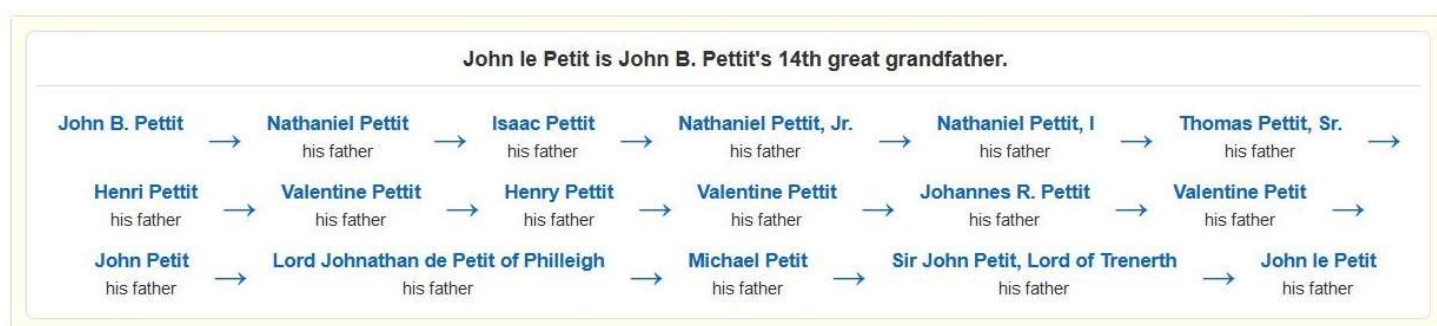 John le Petit is John B. Pettit's 14th great grandfather.
John B. Pettit → Nathaniel Pettit → Isaac Pettit → Nathaniel Pettit, Jr. → Nathaniel Pettit, I → Thomas Pettit, Sr. →
his father his father his father his father his father
Henri Pettit → Valentine Pettit → Henry Pettit → Valentine Pettit → Johannes R. Pettit → Valentine Petit →
his father his father his father his father his father his father
John Petit → Lord Johnathan de Petit of Philleigh → Michael Petit → Sir John Petit, Lord of Trenerth → John le Petit
his father his father his father his father his father